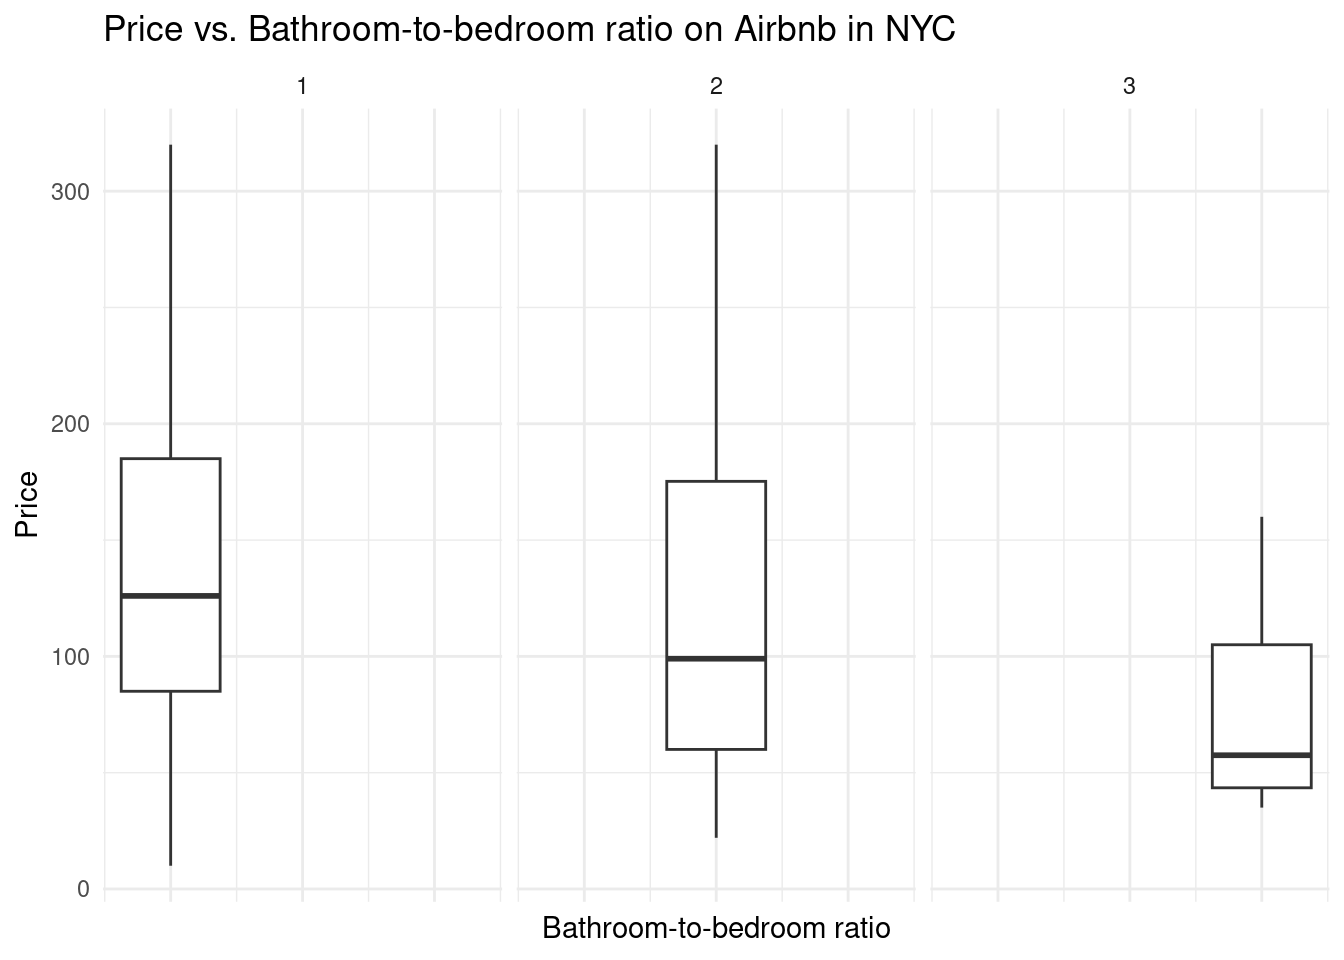 Price vs. Bathroom-to-bedroom ratio on Airbnb in NYC
1
2
3
300
200
100
0
Price
Bathroom-to-bedroom ratio